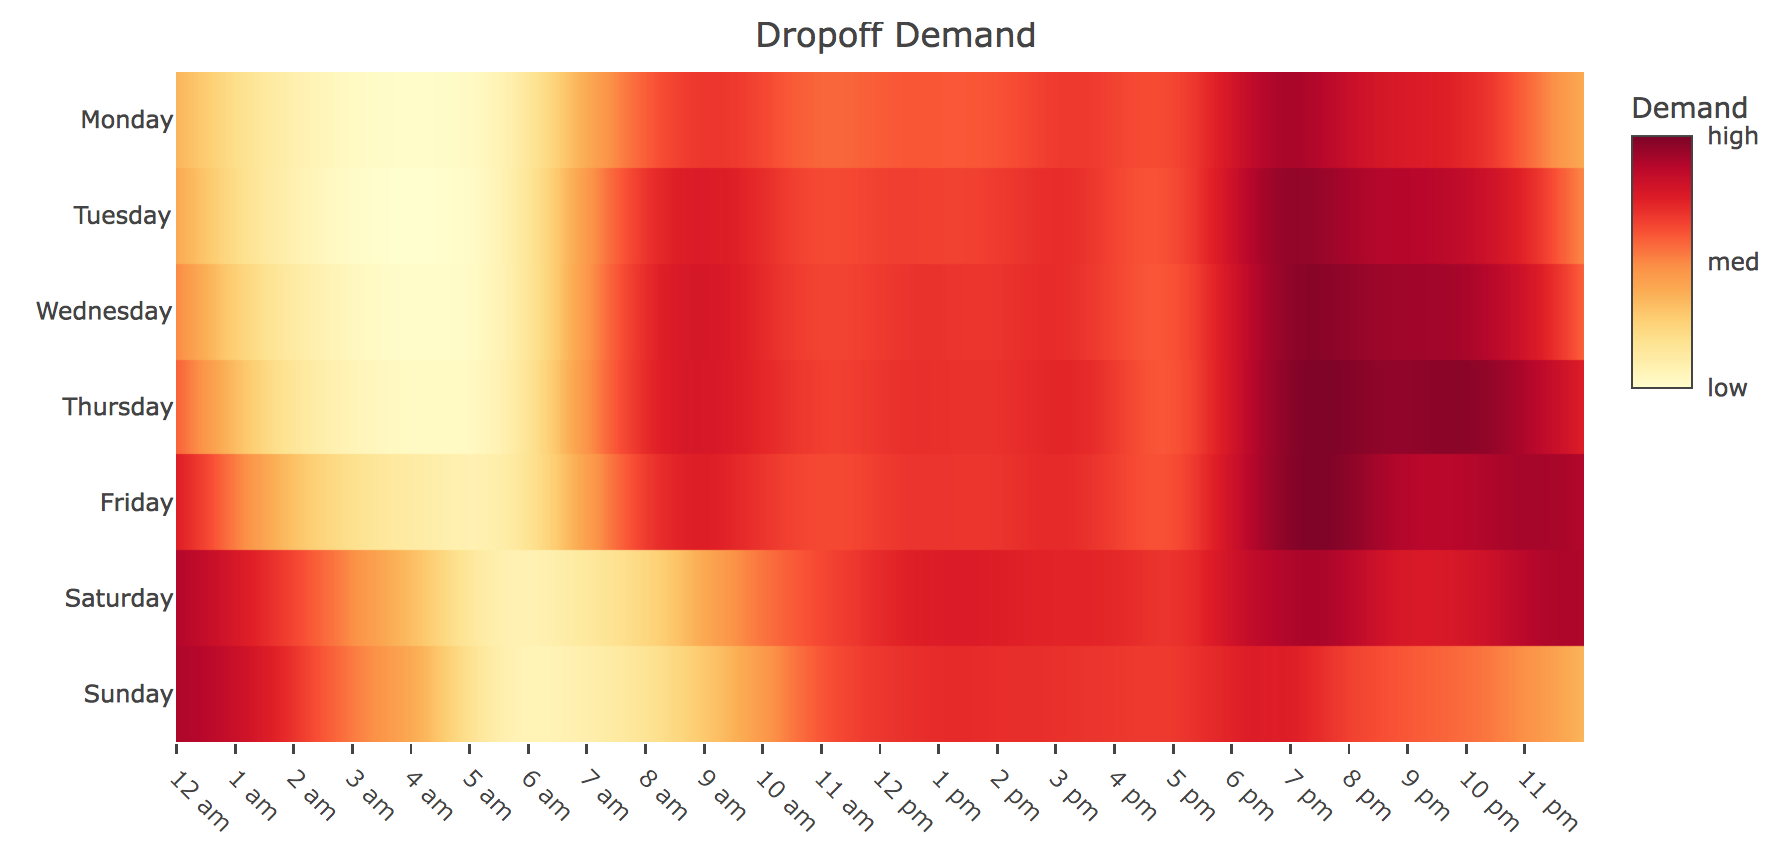 Dropoff Demand
Monday
Tuesday
Wednesday
Thursday
Friday
Saturday
Sunday
12 am
1 am
2 am
3 am
4 am
5 am
6 am
7 am
8 am
9 am
10 am
11 am
12 pm
1 pm
2 pm
3 pm
4 pm
5 pm
6 pm
7 pm
8 pm
9 pm
10 pm
11 pm
Demand
high
med
low